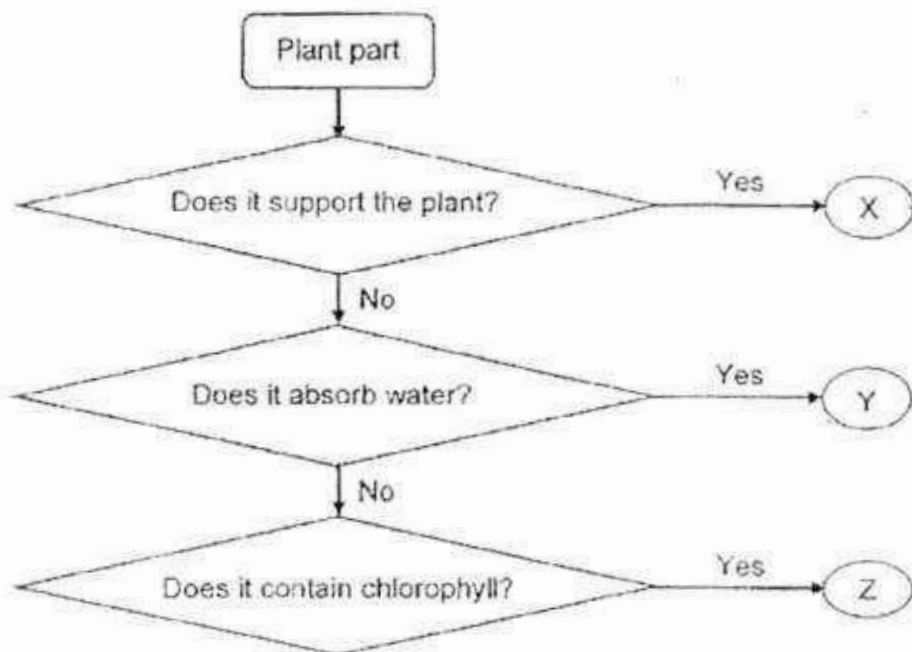 Plant part
Does it support the plant?
Yes
X
No
Does it absorb water?
Yes
Y
No
Does it contain chlorophyll?
Yes
Z